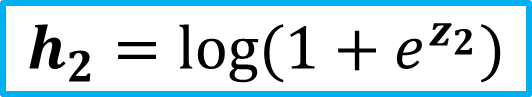 h₂ = log(1 + e^{z₂})